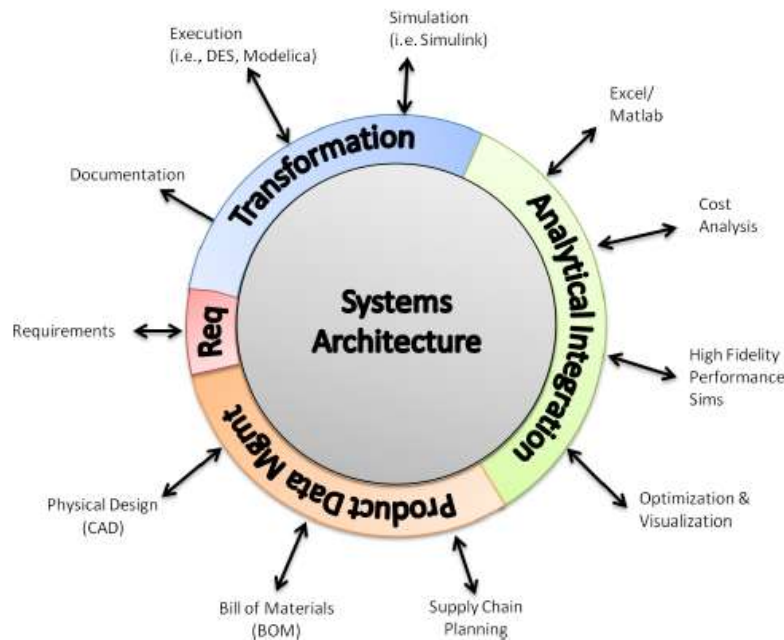 Simulation
(i.e. Simulink)
Execution
(i.e., DES, Modelica)
Excel/
Matlab
Documentation
Transformation
Cost
Analysis
Analytical Integration
Systems
Architecture
Req
Requirements
High Fidelity
Performance
Sims
Product Data Mgmt
Physical Design
(CAD)
Optimization &
Visualization
Bill of Materials
(BOM)
Supply Chain
Planning